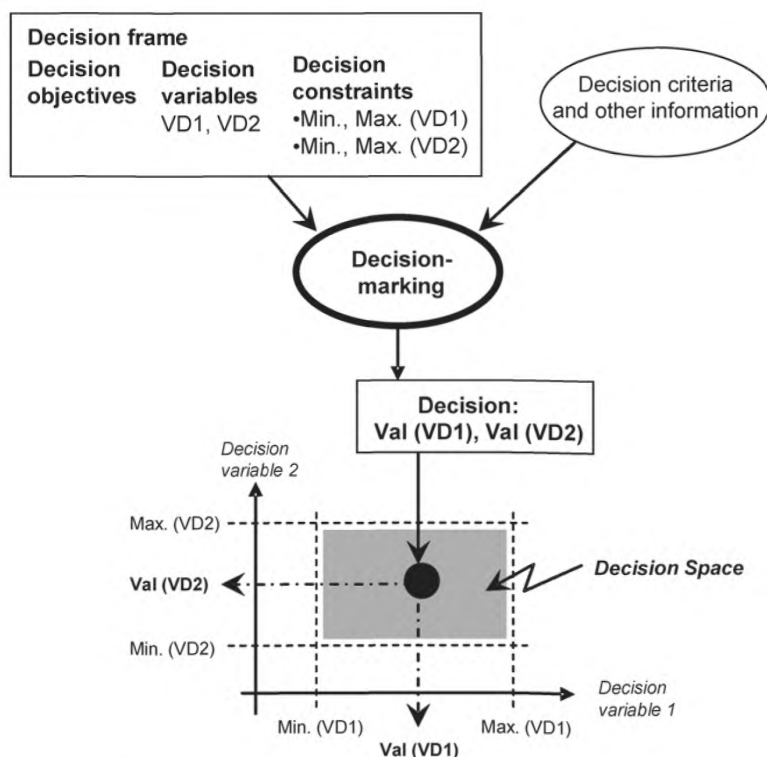 Decision frame
Decision objectives
Decision variables
VD1, VD2
Decision constraints
•Min., Max. (VD1)
•Min., Max. (VD2)
Decision criteria
and other information
Decision-
marking
Decision:
Val (VD1), Val (VD2)
Decision
variable 2
Max. (VD2)
Val (VD2)
Min. (VD2)
Decision Space
Decision
variable 1
Min. (VD1)
Max. (VD1)
Val (VD1)